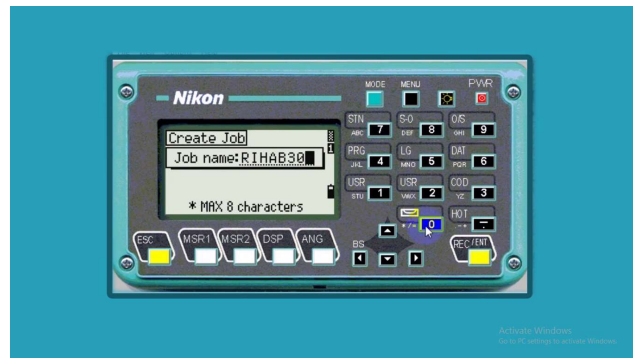 MODE MENU PWR
Nikon
Create Job
1
Job name:RIHAB30
* MAX 8 characters
STN S-O O/S
ABC 7 DEF 8 GHI 9
PRG LG DAT
JKL 4 MNO 5 PQR 6
USR USR COD
STU 1 VWX 2 YZ 3
HOT
*/= 0 -+
ESC MSR1 MSR2 DSP ANG BS REC/ENT
Activate Windows
Go to PC settings to activate Windows.